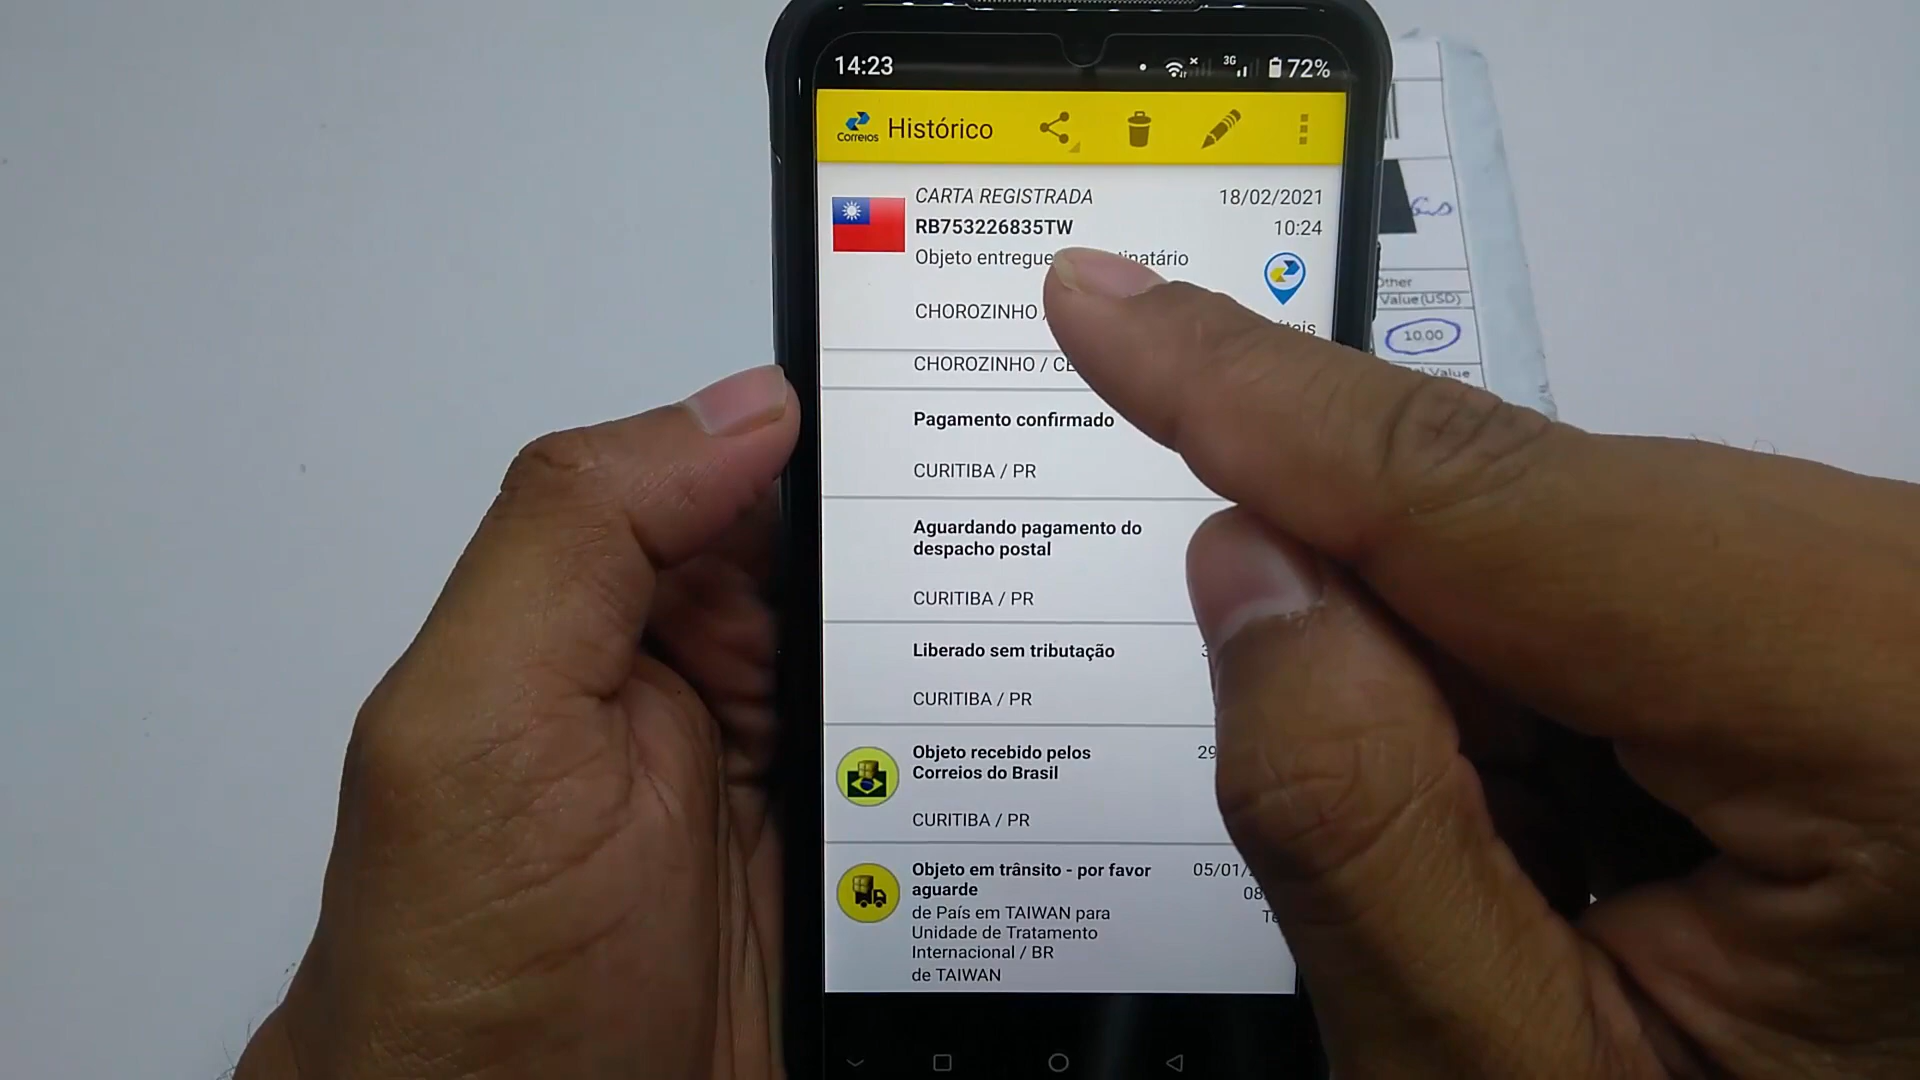 14:23
3G
72%
Correios
Histórico
CARTA REGISTRADA
18/02/2021
RB753226835TW
10:24
Objeto entregue
CHOROZINHO /
CHOROZINHO / CE
Pagamento confirmado
CURITIBA / PR
Aguardando pagamento do
despacho postal
CURITIBA / PR
Liberado sem tributação
CURITIBA / PR
Objeto recebido pelos
29
Correios do Brasil
CURITIBA / PR
Objeto em trânsito - por favor
05/01/
aguarde
08
de País em TAIWAN para
Unidade de Tratamento
Internacional / BR
de TAIWAN
Other
Value(USD)
10.00
Value